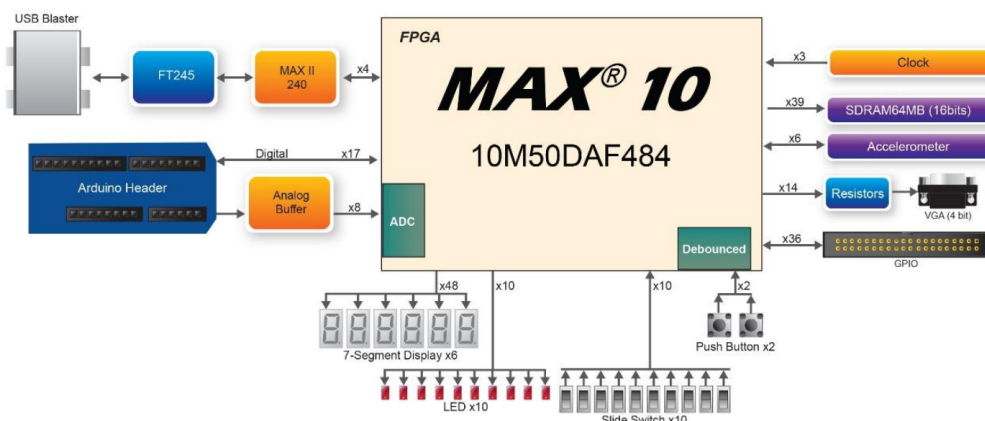 USB Blaster
FPGA
MAX® 10
10M50DAF484
FT245
MAX II
240
x4
x3
Clock
x39
SDRAM64MB (16bits)
x6
Accelerometer
Digital
x17
Arduino Header
Analog
Buffer
x8
ADC
x14
Resistors
VGA (4 bit)
Debounced
x36
GPIO
x48
x10
x10
x2
7-Segment Display x6
Push Button x2
LED x10
Slide Switch x10